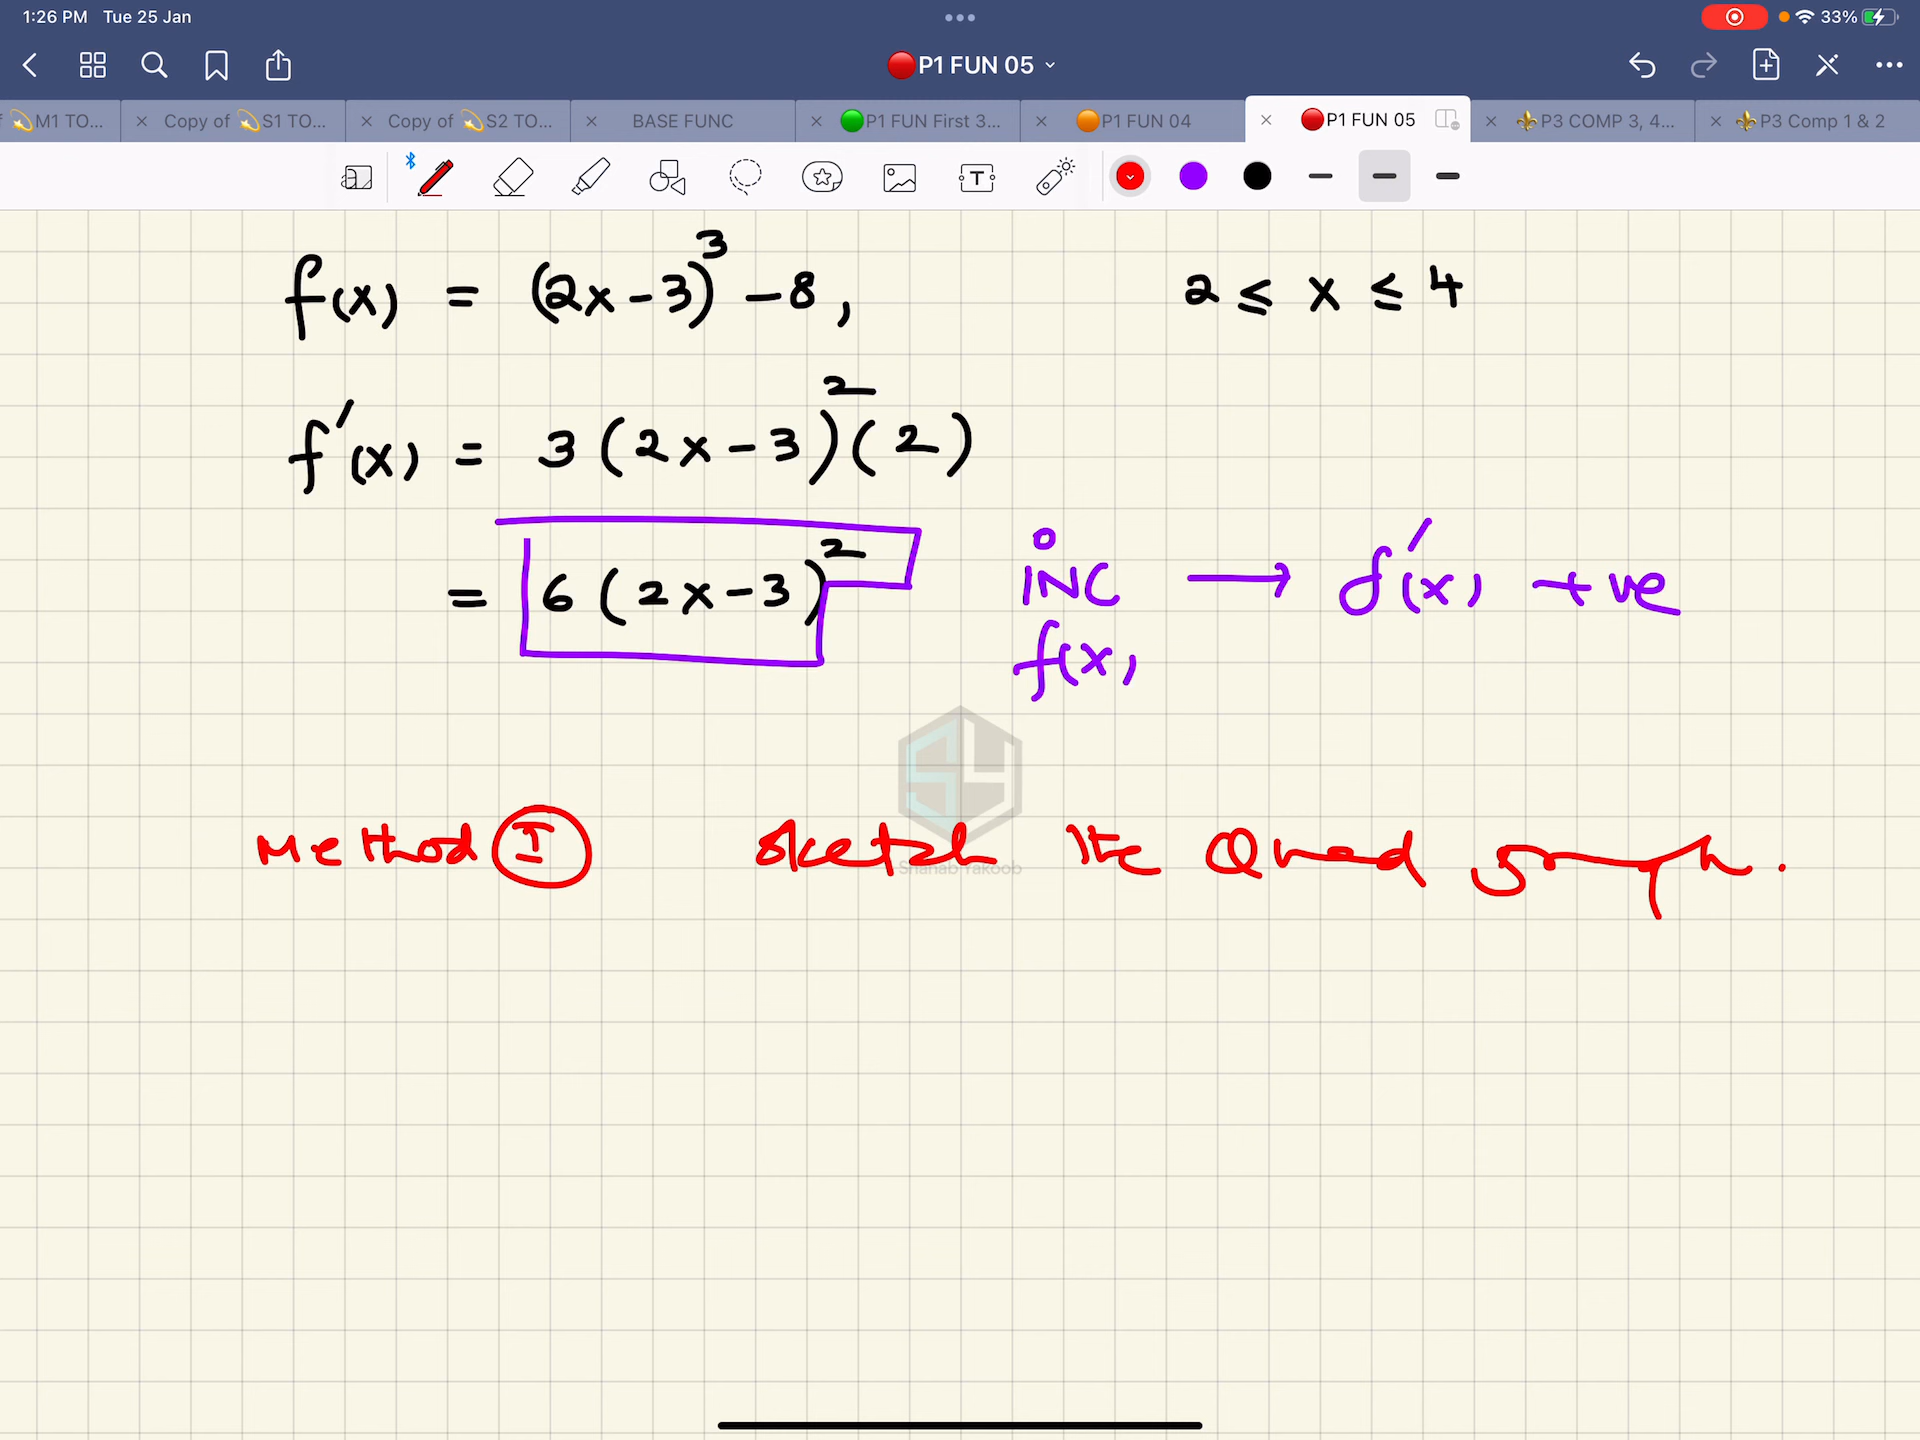 1:26 PM Tue 25 Jan
33%
P1 FUN 05
M1 TO...
Copy of S1 TO...
Copy of S2 TO...
BASE FUNC
P1 FUN First 3...
P1 FUN 04
P1 FUN 05
P3 COMP 3, 4...
P3 Comp 1 & 2
f(x) = (2x-3)³ - 8, 2 ≤ x ≤ 4
f′(x) = 3(2x-3)²(2)
= 6(2x-3)² INC → f′(x) +ve
f(x)
Method I Sketch the Quad graph.
Shahab Yakoob